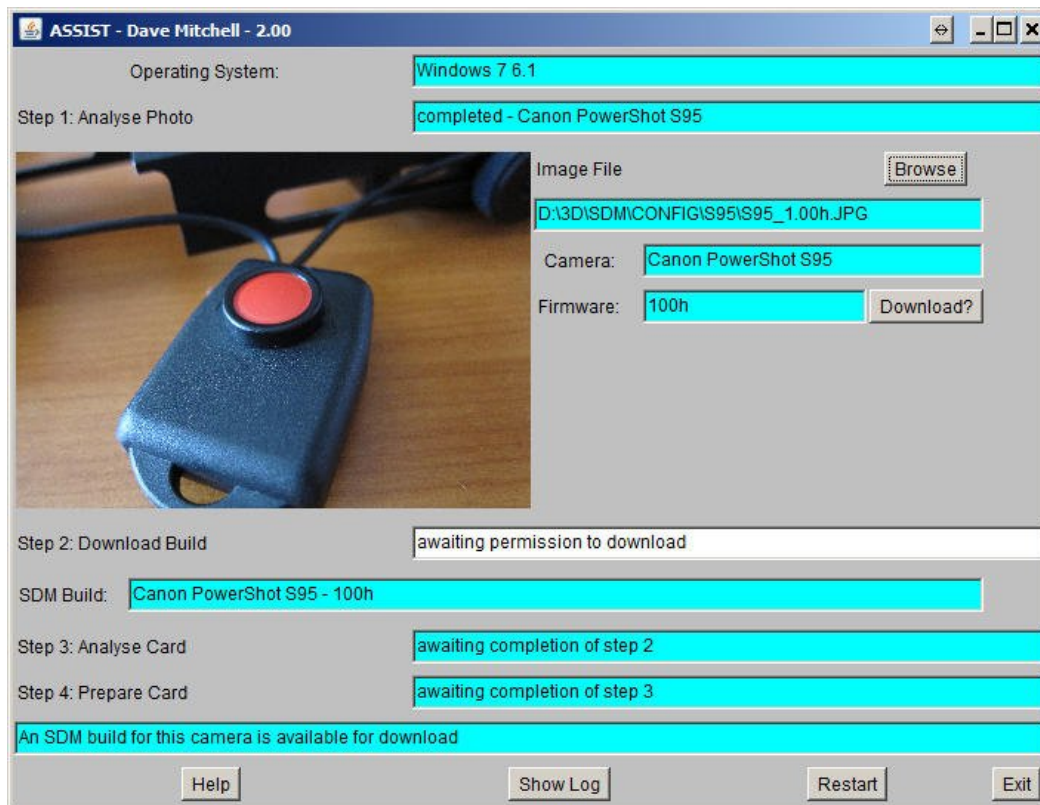 ASSIST - Dave Mitchell - 2.00
Operating System: Windows 7 6.1
Step 1: Analyse Photo completed - Canon PowerShot S95
Image File Browse
D:\3D\SDM\CONFIG\S95\S95_1.00h.JPG
Camera: Canon PowerShot S95
Firmware: 100h Download?
Step 2: Download Build awaiting permission to download
SDM Build: Canon PowerShot S95 - 100h
Step 3: Analyse Card awaiting completion of step 2
Step 4: Prepare Card awaiting completion of step 3
An SDM build for this camera is available for download
Help Show Log Restart Exit